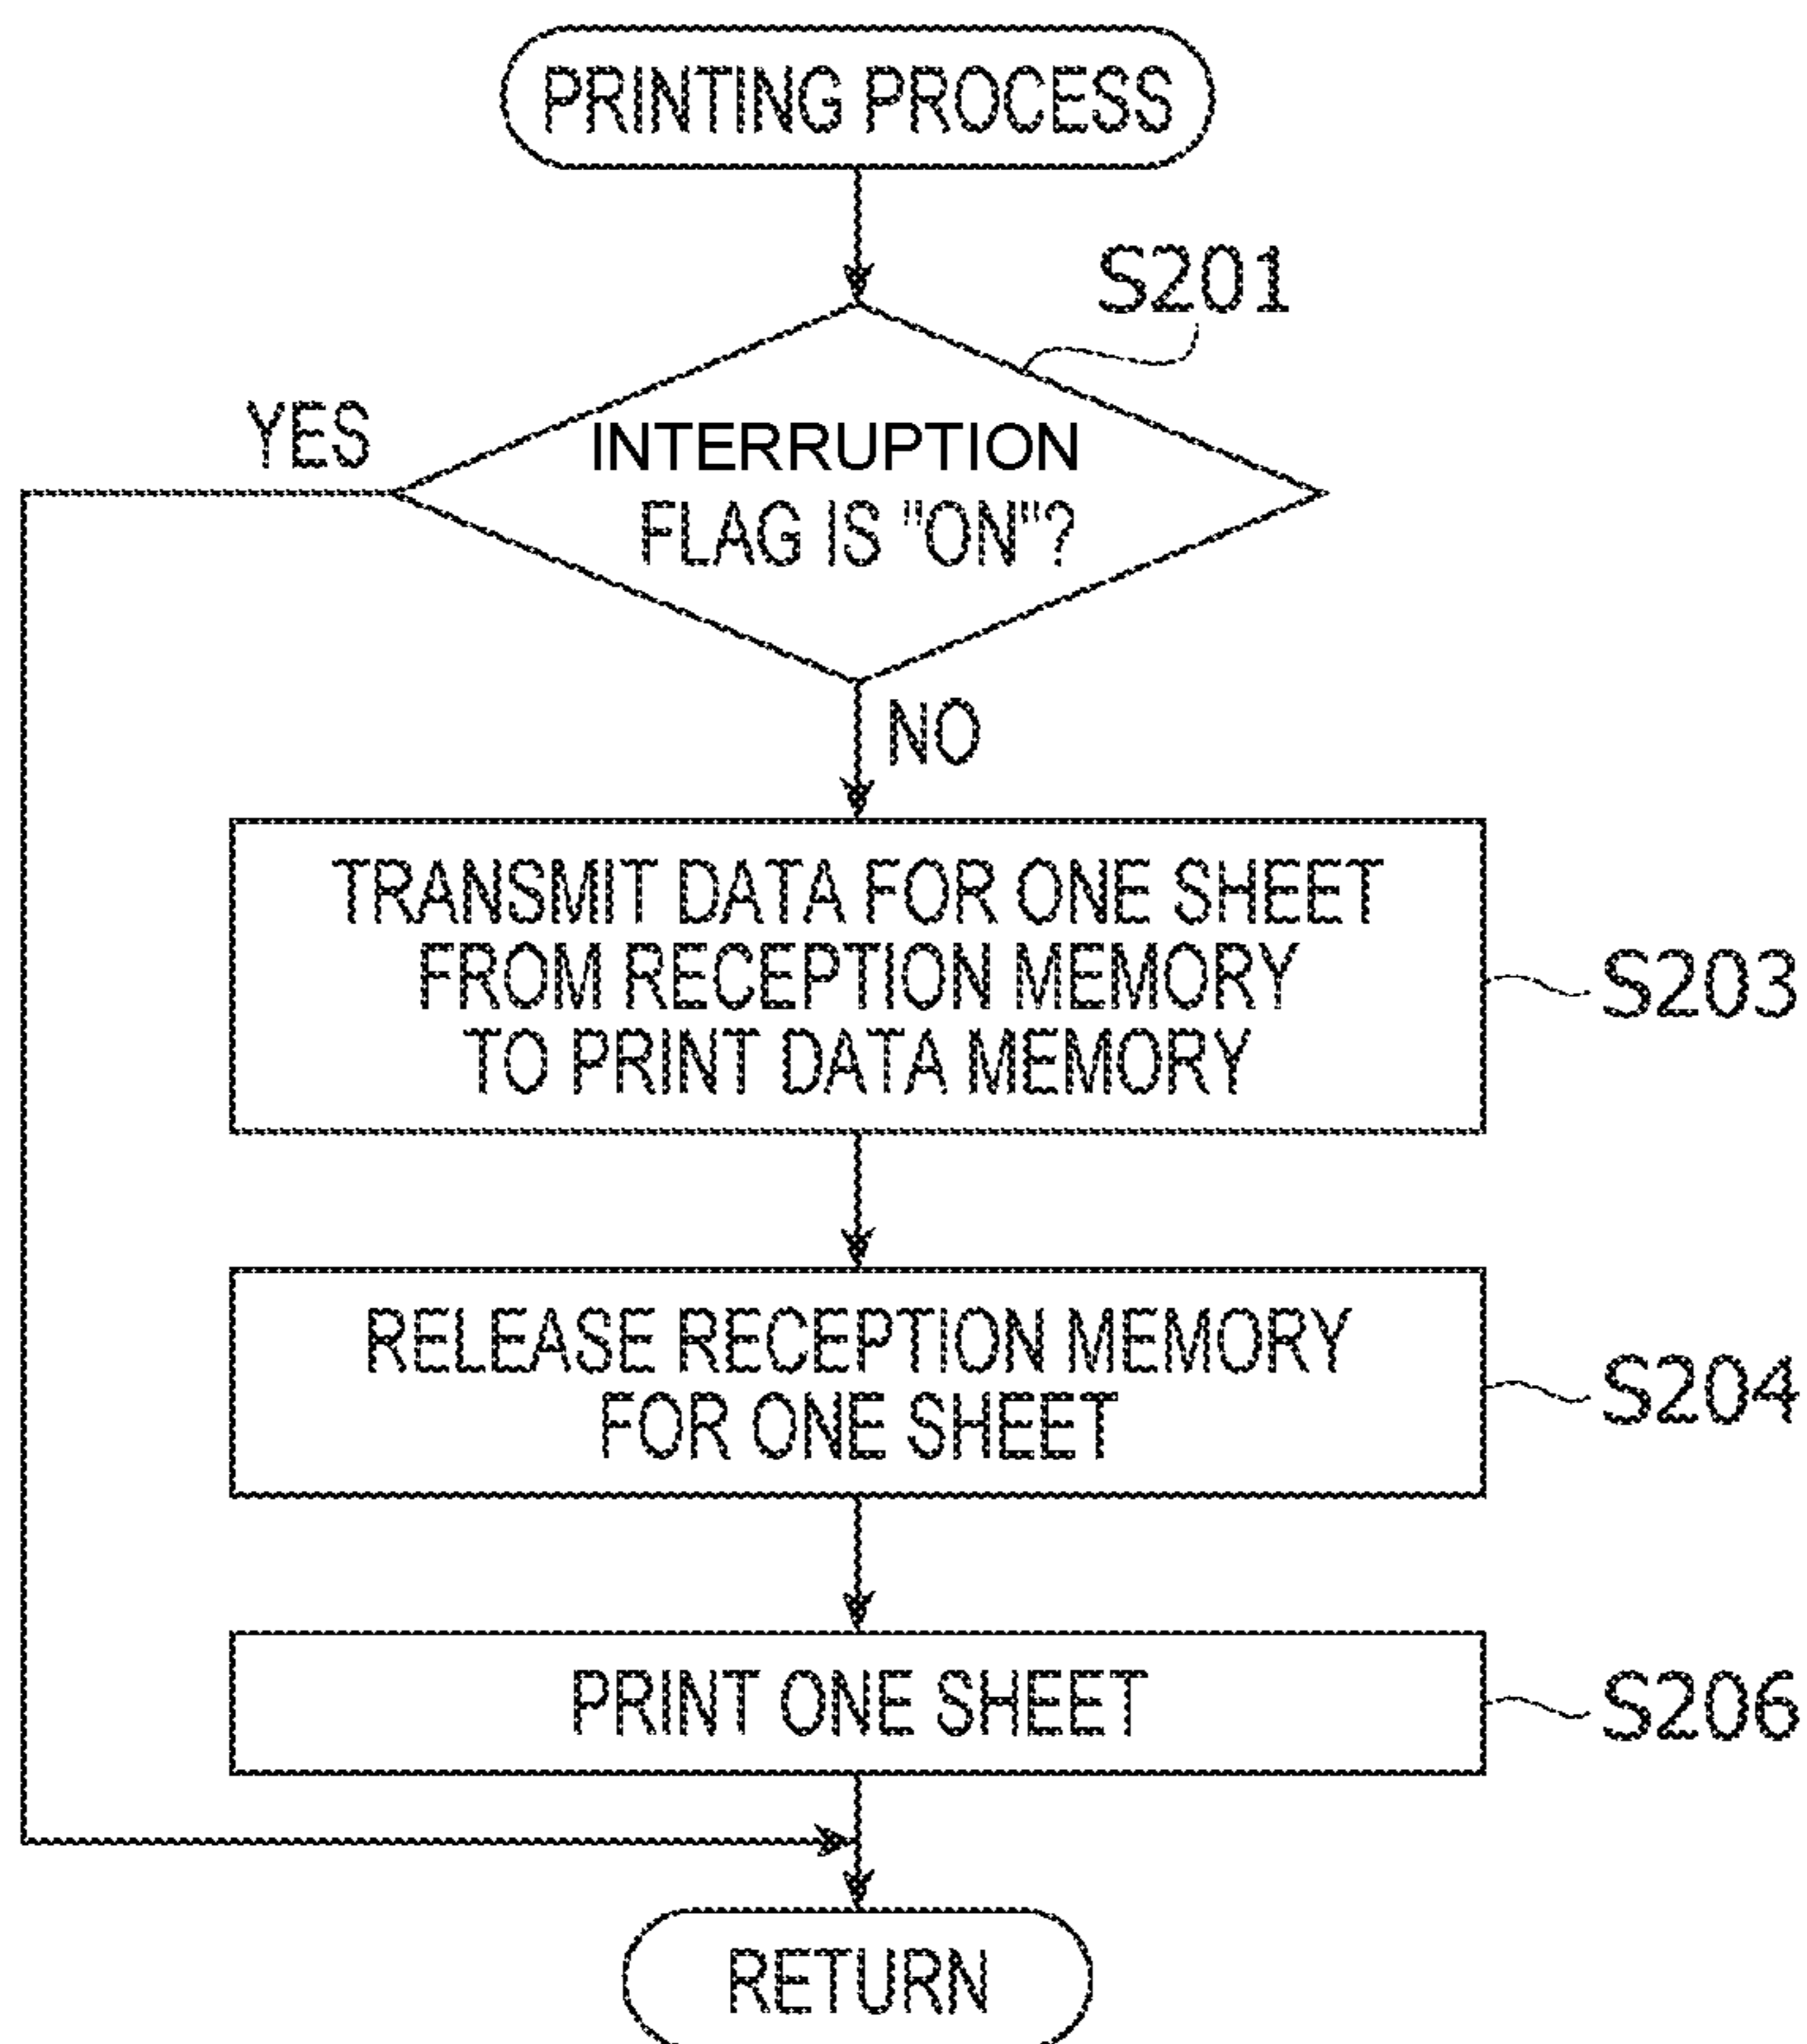 PRINTING PROCESS
S201
YES
INTERRUPTION
FLAG IS "ON"?
NO
TRANSMIT DATA FOR ONE SHEET
FROM RECEPTION MEMORY
TO PRINT DATA MEMORY
S203
RELEASE RECEPTION MEMORY
FOR ONE SHEET
S204
PRINT ONE SHEET
S206
RETURN